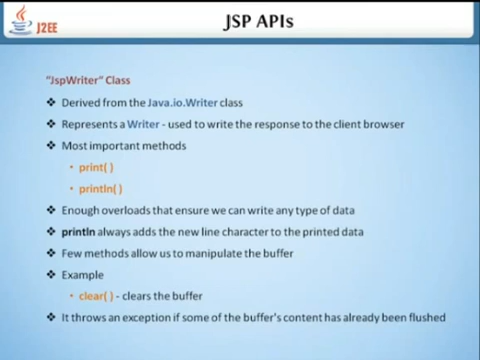 J2EE
JSP APIs
"JspWriter" Class
❖ Derived from the Java.io.Writer class
❖ Represents a Writer - used to write the response to the client browser
❖ Most important methods
• print( )
• println( )
❖ Enough overloads that ensure we can write any type of data
❖ println always adds the new line character to the printed data
❖ Few methods allow us to manipulate the buffer
❖ Example
• clear( ) - clears the buffer
❖ It throws an exception if some of the buffer's content has already been flushed